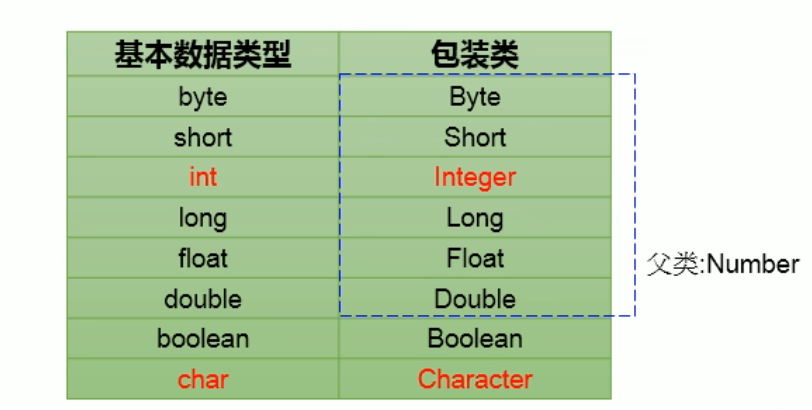 基本数据类型 包装类
byte Byte
short Short
int Integer
long Long
float Float
父类:Number
double Double
boolean Boolean
char Character